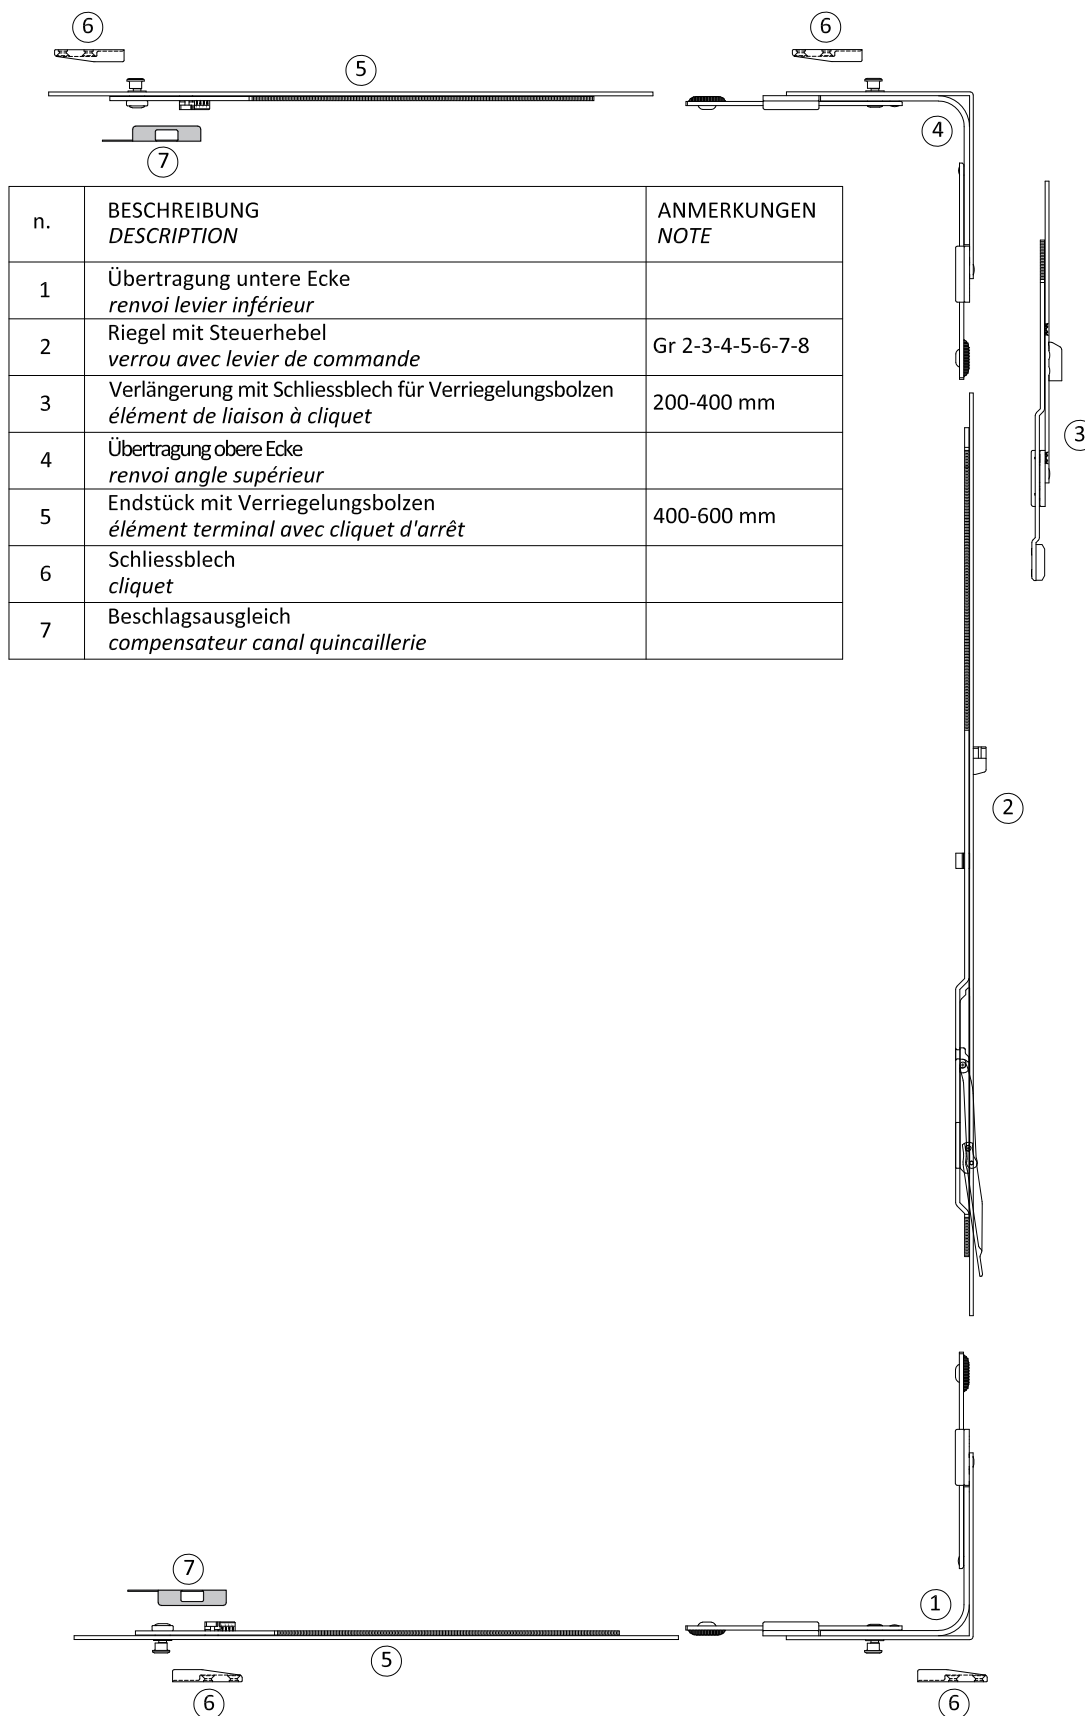 6
6
5
4
7
n.
BESCHREIBUNG
DESCRIPTION
ANMERKUNGEN
NOTE
1
Übertragung untere Ecke
renvoi levier inférieur
2
Riegel mit Steuerhebel
verrou avec levier de commande
Gr 2-3-4-5-6-7-8
3
Verlängerung mit Schliessblech für Verriegelungsbolzen
élément de liaison à cliquet
200-400 mm
4
Übertragung obere Ecke
renvoi angle supérieur
5
Endstück mit Verriegelungsbolzen
élément terminal avec cliquet d'arrêt
400-600 mm
6
Schliessblech
cliquet
7
Beschlagsausgleich
compensateur canal quincaillerie
3
2
7
1
5
6
6